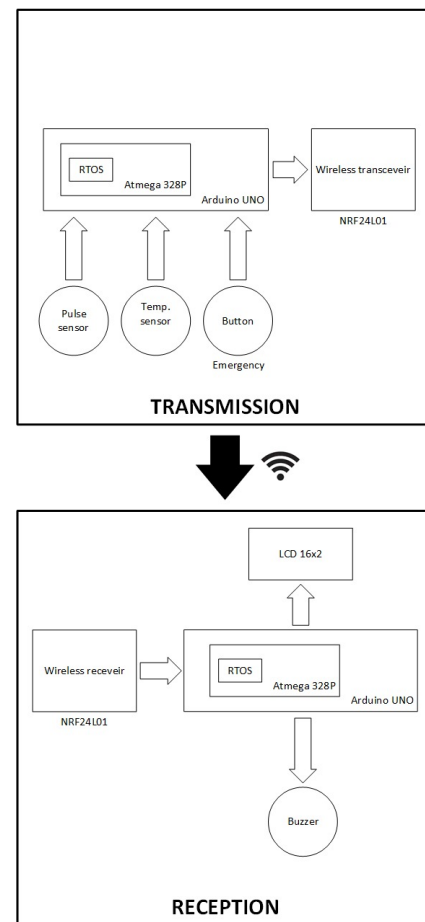 RTOS
Atmega 328P
Arduino UNO
Wireless transceveir
NRF24L01
Pulse
sensor
Temp.
sensor
Button
Emergency
TRANSMISSION
LCD 16x2
Wireless receveir
NRF24L01
RTOS
Atmega 328P
Arduino UNO
Buzzer
RECEPTION